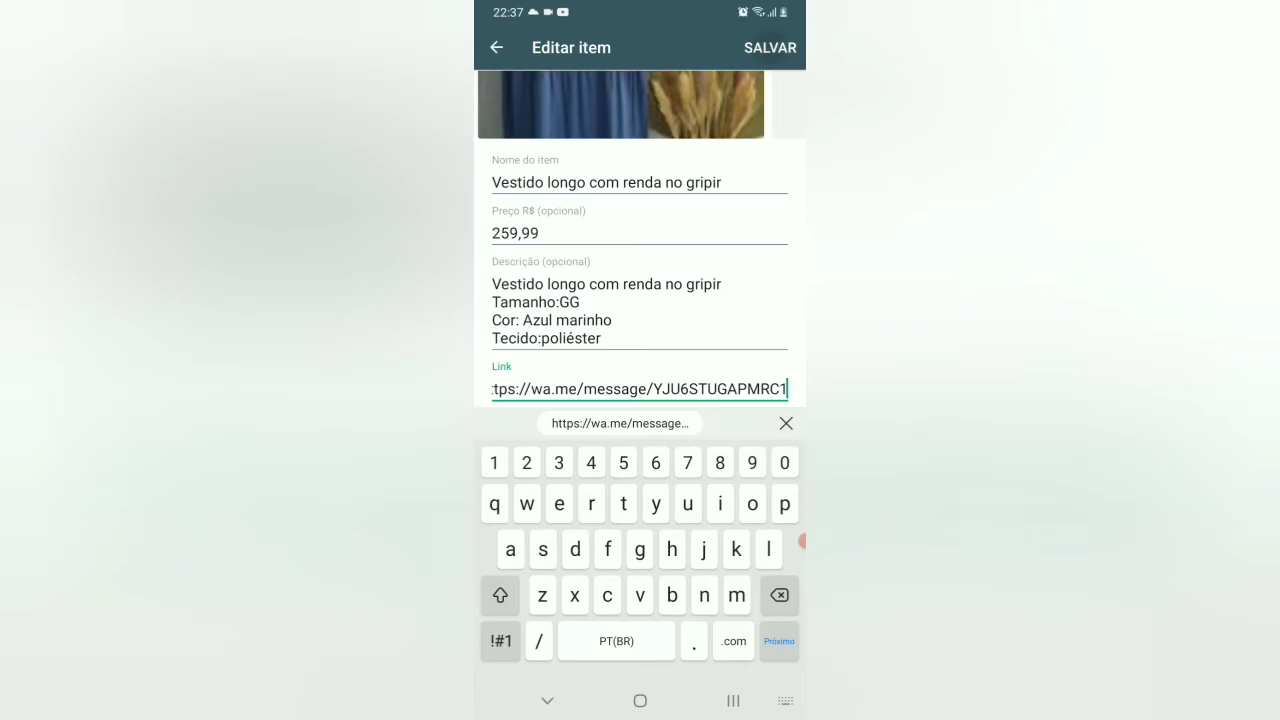 22:37
Editar item
SALVAR
Nome do item
Vestido longo com renda no gripir
Preço R$ (opcional)
259,99
Descrição (opcional)
Vestido longo com renda no gripir
Tamanho:GG
Cor: Azul marinho
Tecido:poliéster
Link
tps://wa.me/message/YJU6STUGAPMRC1
https://wa.me/message...
1 2 3 4 5 6 7 8 9 0
q w e r t y u i o p
a s d f g h j k l
z x c v b n m
!#1 / PT(BR) . .com Próximo